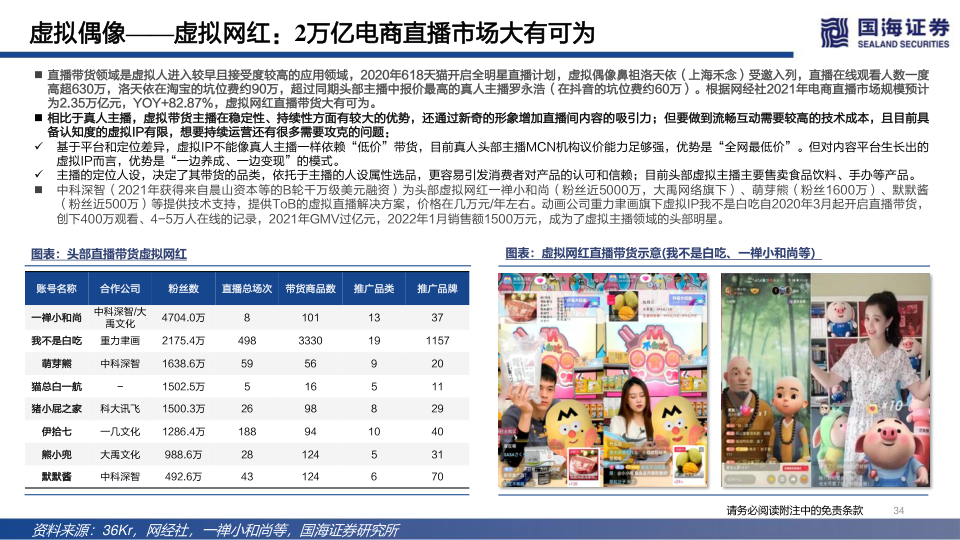 虚拟偶像——虚拟网红：2万亿电商直播市场大有可为
国海证券
SEALAND SECURITIES
■ 直播带货领域是虚拟人进入较早且接受度较高的应用领域，2020年618天猫开启全明星直播计划，虚拟偶像鼻祖洛天依（上海禾念）受邀入列，直播在线观看人数一度
高超630万，洛天依在淘宝的坑位费约90万，超过同期头部主播中报价最高的真人主播罗永浩（在抖音的坑位费约60万）。根据网经社2021年电商直播市场规模预计
为2.35万亿元，YOY+82.87%，虚拟网红直播带货大有可为。
■ 相比于真人主播，虚拟带货主播在稳定性、持续性方面有较大的优势，还通过新奇的形象增加直播间内容的吸引力；但要做到流畅互动需要较高的技术成本，且目前具
备认知度的虚拟IP有限，想要持续运营还有很多需要攻克的问题：
✓ 基于平台和定位差异，虚拟IP不能像真人主播一样依赖“低价”带货，目前真人头部主播MCN机构议价能力足够强，优势是“全网最低价”。但对内容平台生长出的
虚拟IP而言，优势是“一边养成、一边变现”的模式。
✓ 主播的定位人设，决定了其带货的品类，依托于主播的人设属性选品，更容易引发消费者对产品的认可和信赖；目前头部虚拟主播主要售卖食品饮料、手办等产品。
■ 中科深智（2021年获得来自晨山资本等的B轮千万级美元融资）为头部虚拟网红一禅小和尚（粉丝近5000万，大禹网络旗下）、萌芽熊（粉丝1600万）、默默酱
（粉丝近500万）等提供技术支持，提供ToB的虚拟直播解决方案，价格在几万元/年左右。动画公司重力聿画旗下虚拟IP我不是白吃自2020年3月起开启直播带货，
创下400万观看、4-5万人在线的记录，2021年GMV过亿元，2022年1月销售额1500万元，成为了虚拟主播领域的头部明星。
图表：头部直播带货虚拟网红
账号名称 合作公司 粉丝数 直播总场次 带货商品数 推广品类 推广品牌
一禅小和尚 中科深智/大禹文化 4704.0万 8 101 13 37
我不是白吃 重力聿画 2175.4万 498 3330 19 1157
萌芽熊 中科深智 1638.6万 59 56 9 20
猫总白一航 – 1502.5万 5 16 5 11
猪小屁之家 科大讯飞 1500.3万 26 98 8 29
伊拾七 一几文化 1286.4万 188 94 10 40
熊小兜 大禹文化 988.6万 28 124 5 31
默默酱 中科深智 492.6万 43 124 6 70
图表：虚拟网红直播带货示意(我不是白吃、一禅小和尚等）
×10
请务必阅读附注中的免责条款 34
资料来源：36Kr，网经社，一禅小和尚等，国海证券研究所